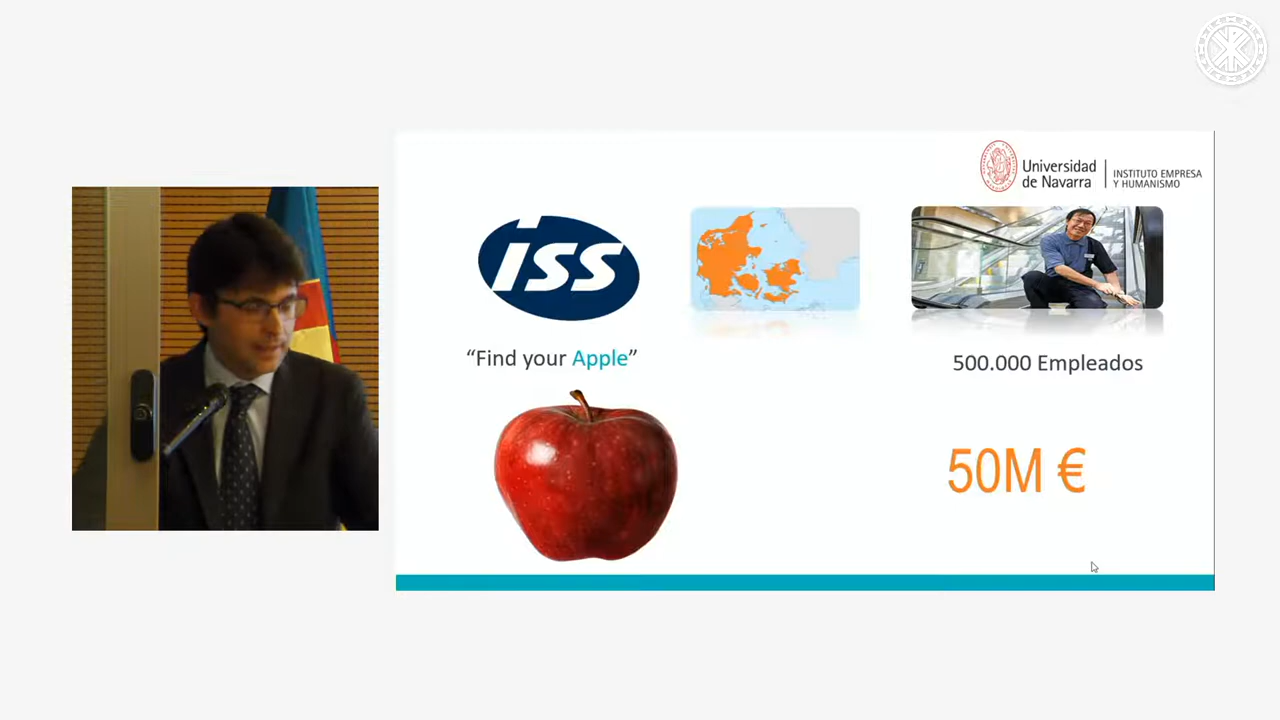 Universidad
de Navarra
INSTITUTO EMPRESA
Y HUMANISMO
iss
“Find your Apple”
500.000 Empleados
50M €